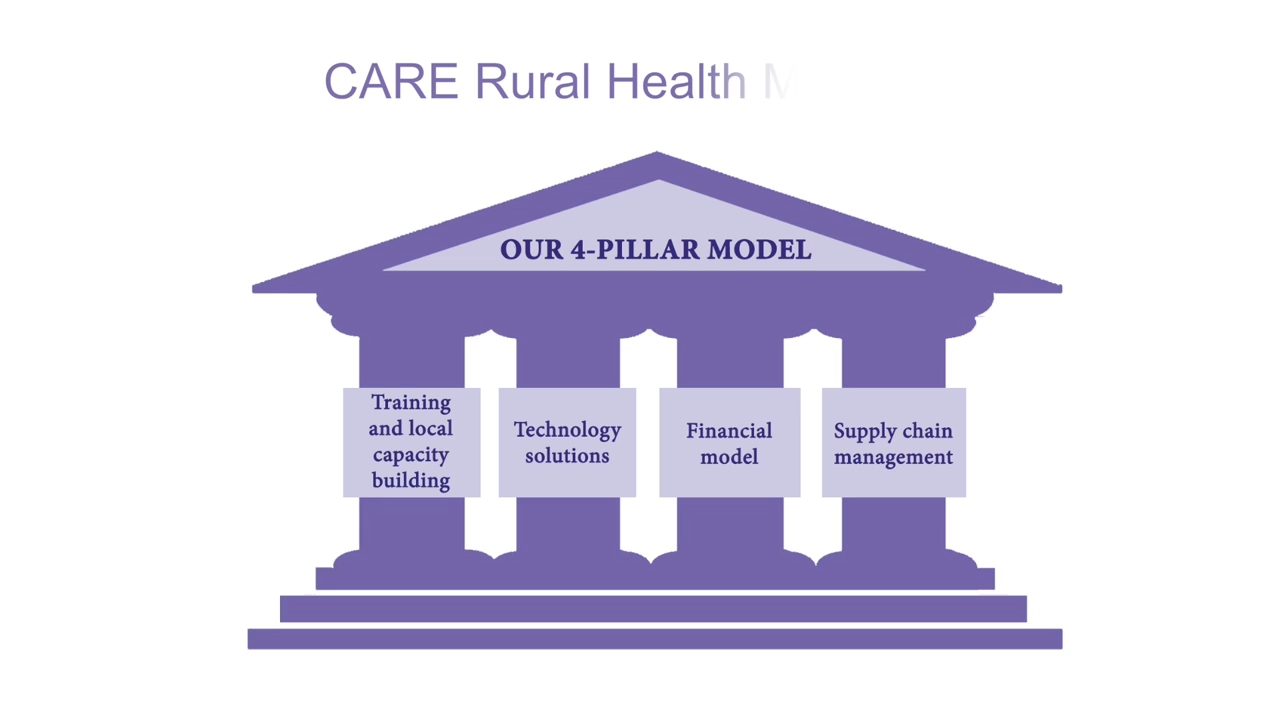 CARE Rural Health M
OUR 4-PILLAR MODEL
Training
and local
capacity
building
Technology
solutions
Financial
model
Supply chain
management